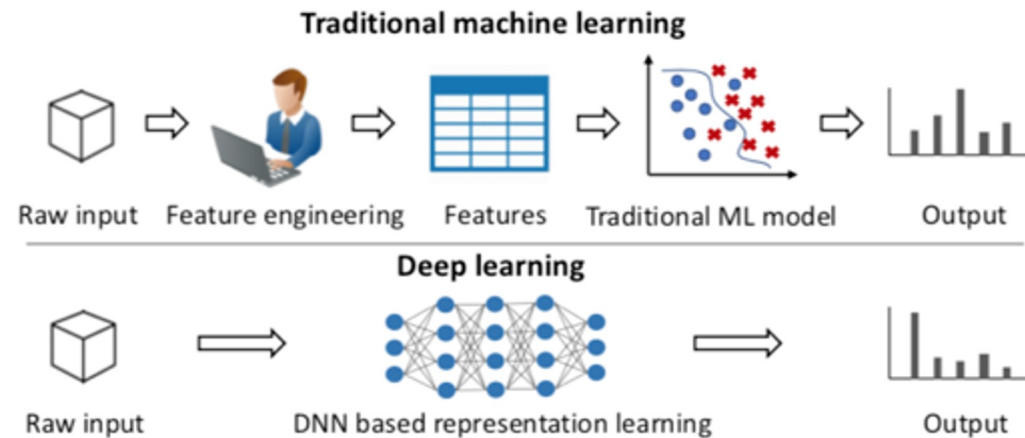 Traditional machine learning
Raw input
Feature engineering
Features
Traditional ML model
Output
Deep learning
Raw input
DNN based representation learning
Output